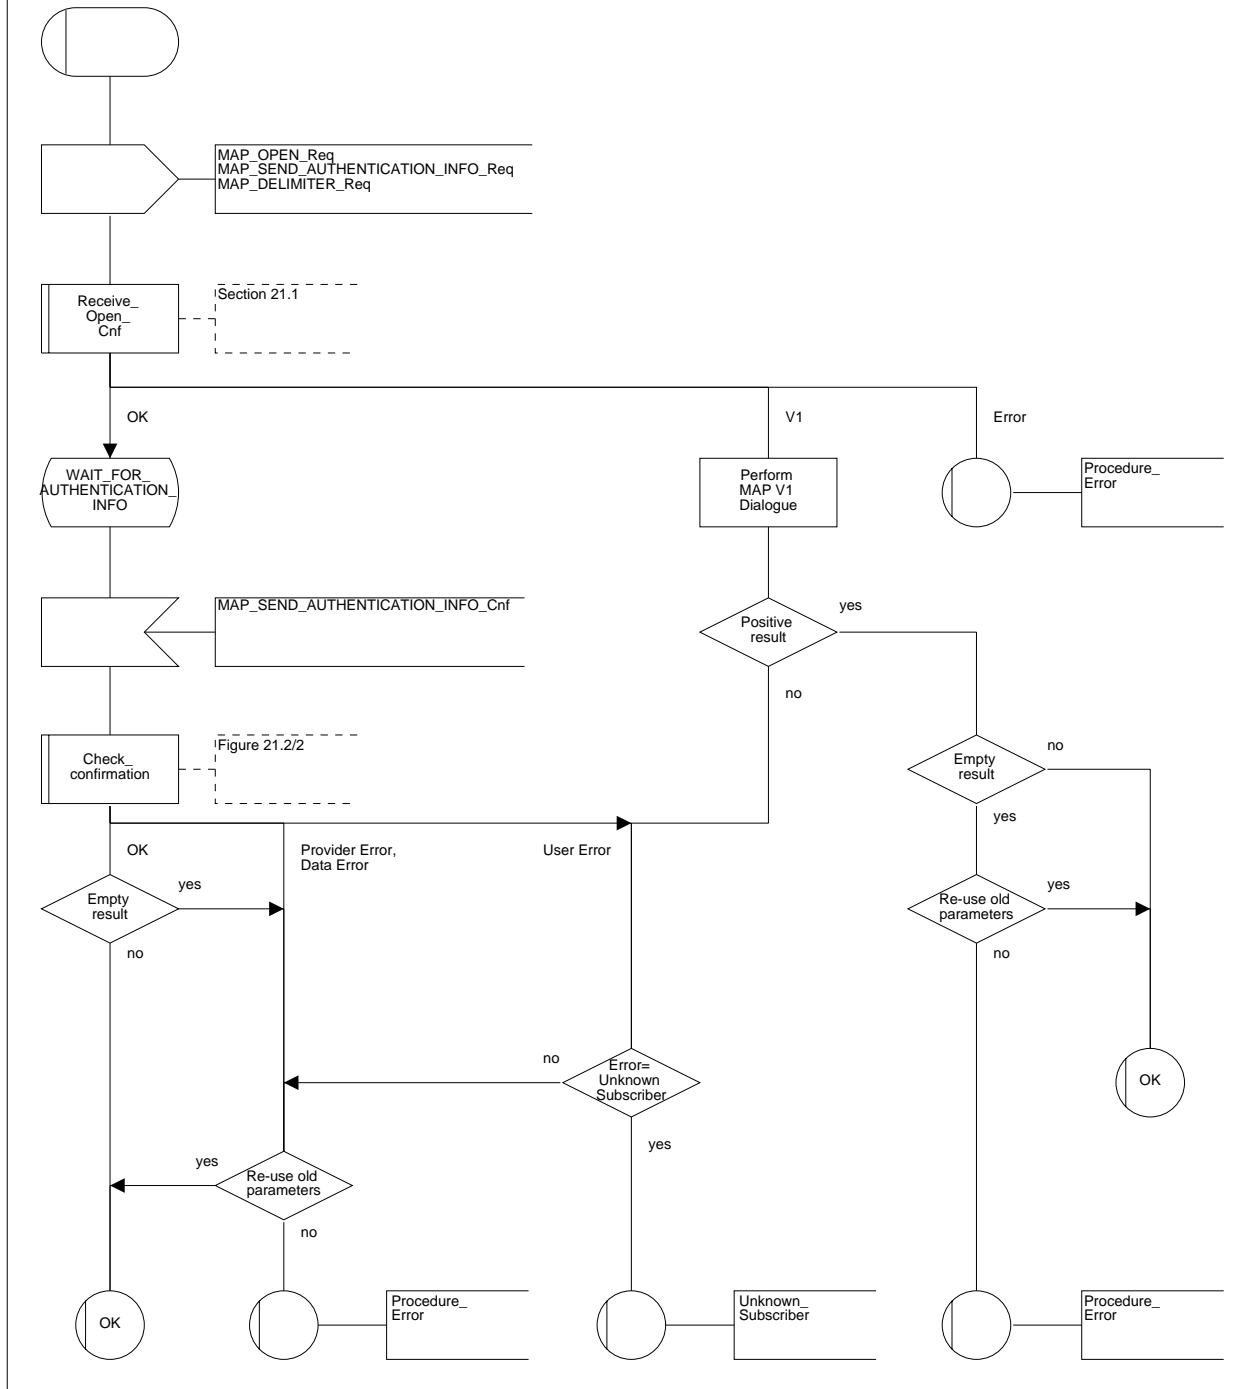 MAP_OPEN_Req
MAP_SEND_AUTHENTICATION_INFO_Req
MAP_DELIMITER_Req
Receive_
Open_
Cnf
Section 21.1
OK
V1
Error
WAIT_FOR_
AUTHENTICATION_
INFO
Perform
MAP V1
Dialogue
Procedure_
Error
MAP_SEND_AUTHENTICATION_INFO_Cnf
Positive
result
yes
no
Check_
confirmation
Figure 21.2/2
Empty
result
no
yes
OK
Provider Error,
Data Error
User Error
Empty
result
yes
no
Re-use old
parameters
yes
no
Error=
Unknown
Subscriber
no
yes
OK
Re-use old
parameters
yes
no
OK
Procedure_
Error
Unknown_
Subscriber
Procedure_
Error